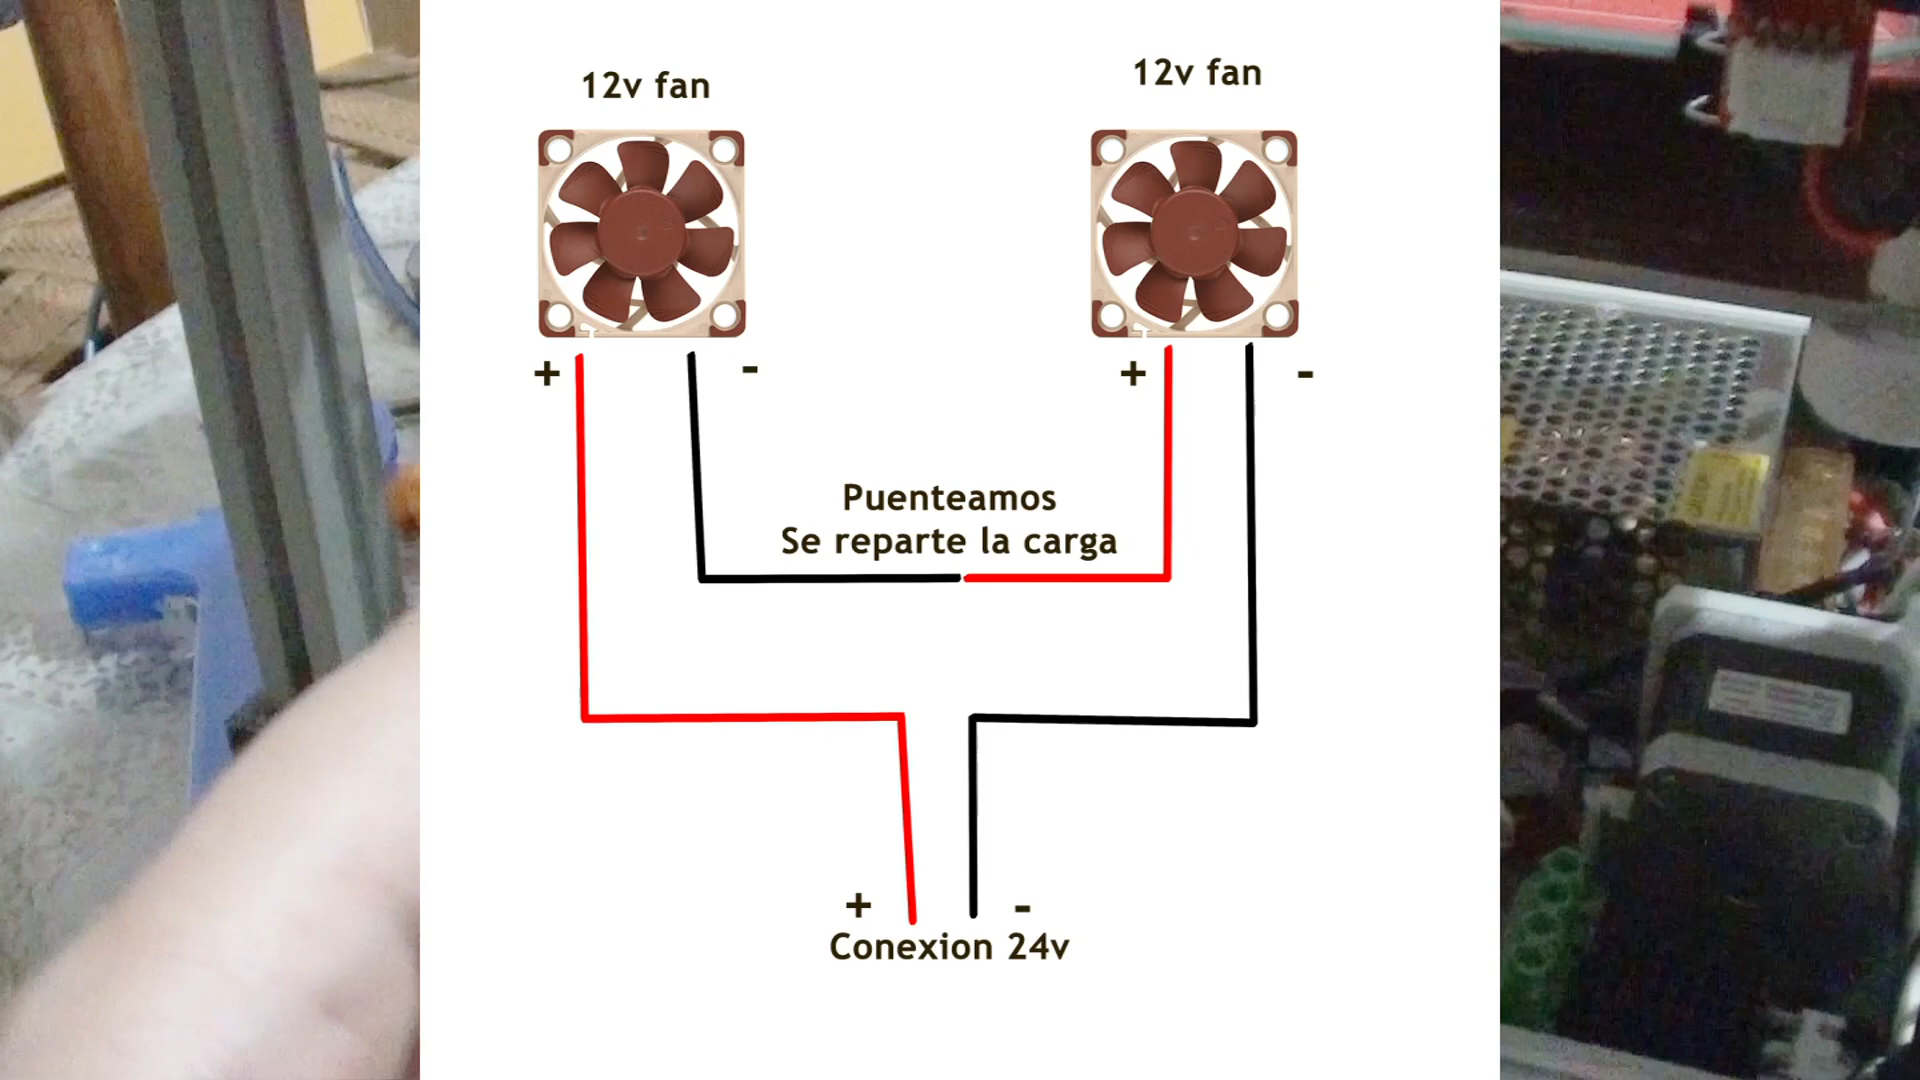 12v fan
12v fan
+
-
+
-
Puenteamos
Se reparte la carga
+
-
Conexion 24v